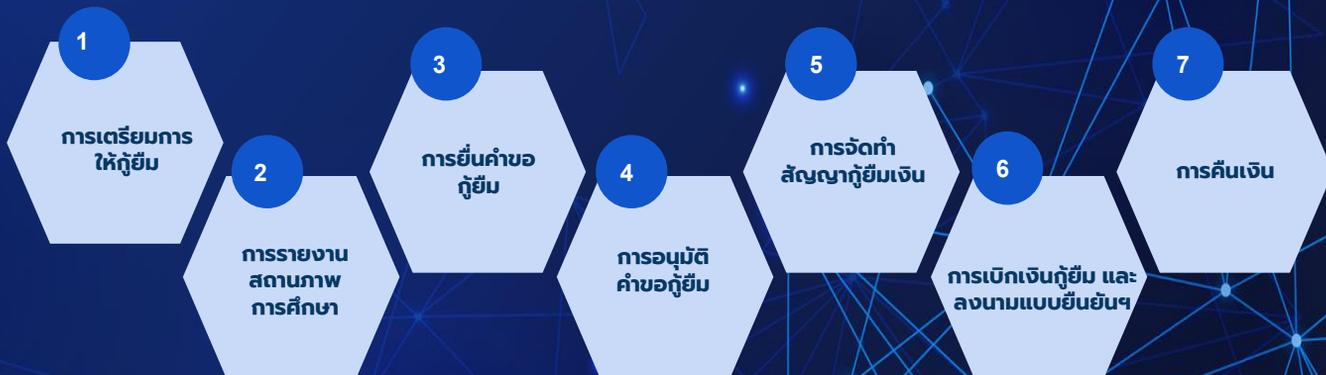 1
การเตรียมการ
ให้กู้ยืม
2
การรายงาน
สถานภาพ
การศึกษา
3
การยื่นคำขอ
กู้ยืม
4
การอนุมัติ
คำขอกู้ยืม
5
การจัดทำ
สัญญากู้ยืมเงิน
6
การเบิกเงินกู้ยืม และ
ลงนามแบบยืนยันฯ
7
การคืนเงิน